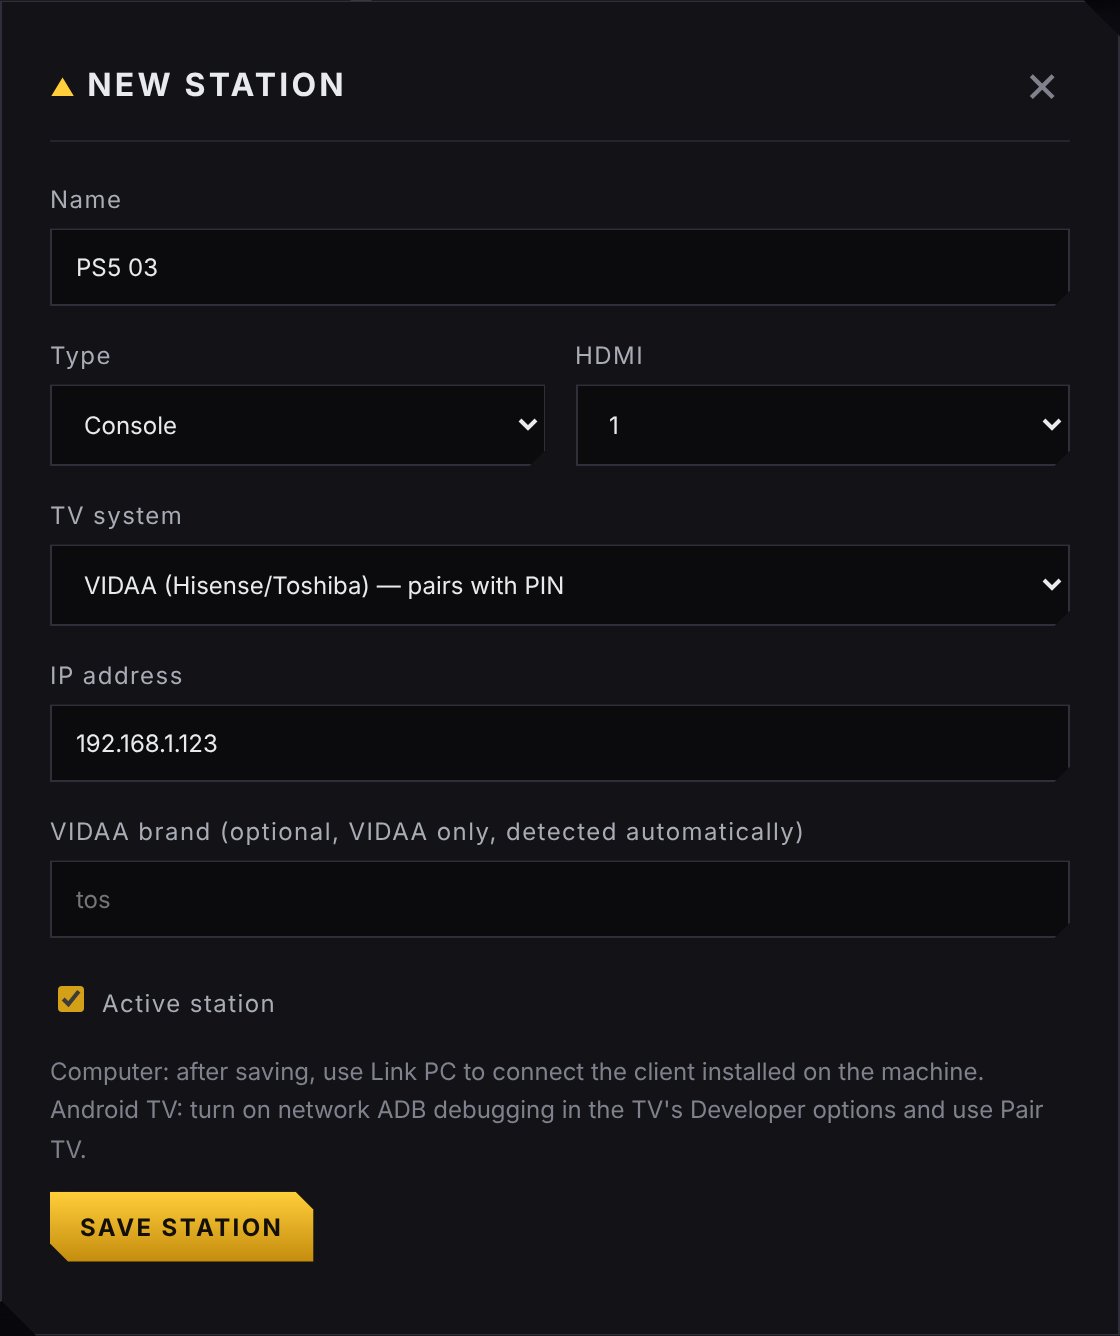 NEW STATION
Name
PS5 03
Type
HDMI
Console
1
TV system
VIDAA (Hisense/Toshiba) — pairs with PIN
IP address
192.168.1.123
VIDAA brand (optional, VIDAA only, detected automatically)
tos
Active station
Computer: after saving, use Link PC to connect the client installed on the machine.
Android TV: turn on network ADB debugging in the TV's Developer options and use Pair
TV.
SAVE STATION